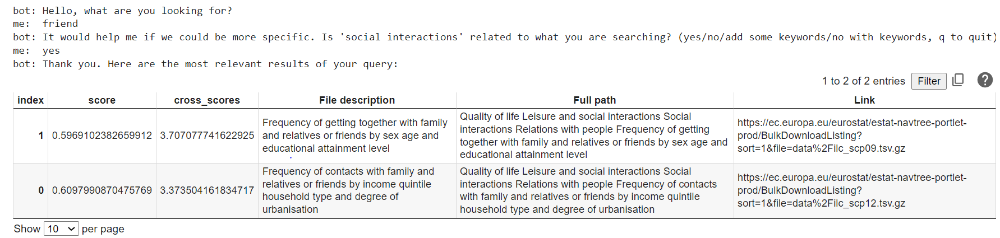 bot: Hello, what are you looking for?
me:  friend
bot: It would help me if we could be more specific. Is 'social interactions' related to what you are searching? (yes/no/add some keywords/no with keywords, q to quit)
me:  yes
bot: Thank you. Here are the most relevant results of your query:
1 to 2 of 2 entries Filter
index score cross_scores File description Full path Link
1 0.5969102382659912 3.707077741622925
Frequency of getting together with family
and relatives or friends by sex age and
educational attainment level
Quality of life Leisure and social interactions Social
interactions Relations with people Frequency of getting
together with family and relatives or friends by sex age and
educational attainment level
https://ec.europa.eu/eurostat/estat-navtree-portlet-
prod/BulkDownloadListing?
sort=1&file=data%2Filc_scp09.tsv.gz
0 0.6097990870475769 3.373504161834717
Frequency of contacts with family and
relatives or friends by income quintile
household type and degree of
urbanisation
Quality of life Leisure and social interactions Social
interactions Relations with people Frequency of contacts
with family and relatives or friends by income quintile
household type and degree of urbanisation
https://ec.europa.eu/eurostat/estat-navtree-portlet-
prod/BulkDownloadListing?
sort=1&file=data%2Filc_scp12.tsv.gz
Show 10 per page